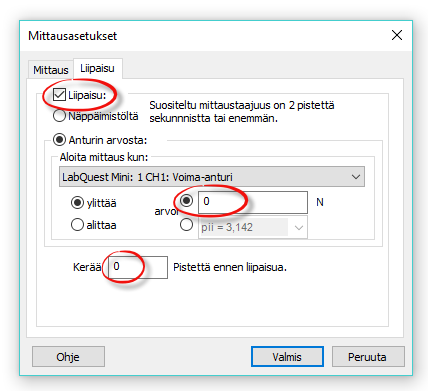 Mittausasetukset
Mittaus Liipaisu
Liipaisu:
Näppäimistöltä
Suositeltu mittaustaajuus on 2 pistettä
sekunnnista tai enemmän.
Anturin arvosta:
Aloita mittaus kun:
LabQuest Mini: 1 CH1: Voima-anturi
ylittää
alittaa
arvon
0 N
pii = 3,142
Kerää 0 Pistettä ennen liipaisua.
Ohje Valmis Peruuta